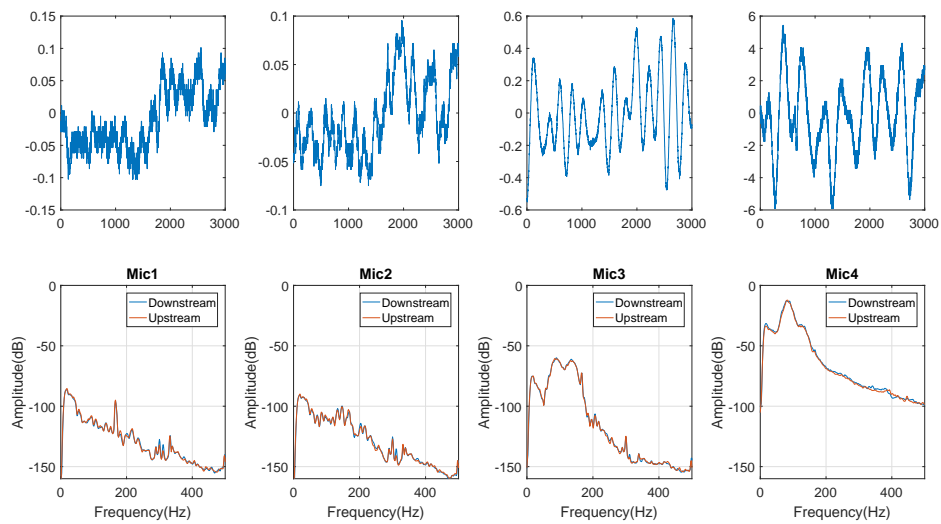 0.15
0.1
0.05
0
-0.05
-0.1
-0.15
0 1000 2000 3000
0.1
0.05
0
-0.05
-0.1
0 1000 2000 3000
0.6
0.4
0.2
0
-0.2
-0.4
-0.6
0 1000 2000 3000
6
4
2
0
-2
-4
-6
0 1000 2000 3000
Mic1
Downstream
Upstream
0
-50
-100
-150
Amplitude(dB)
0 200 400
Frequency(Hz)
Mic2
Downstream
Upstream
0
-50
-100
-150
Amplitude(dB)
0 200 400
Frequency(Hz)
Mic3
Downstream
Upstream
0
-50
-100
-150
Amplitude(dB)
0 200 400
Frequency(Hz)
Mic4
Downstream
Upstream
0
-50
-100
-150
Amplitude(dB)
0 200 400
Frequency(Hz)